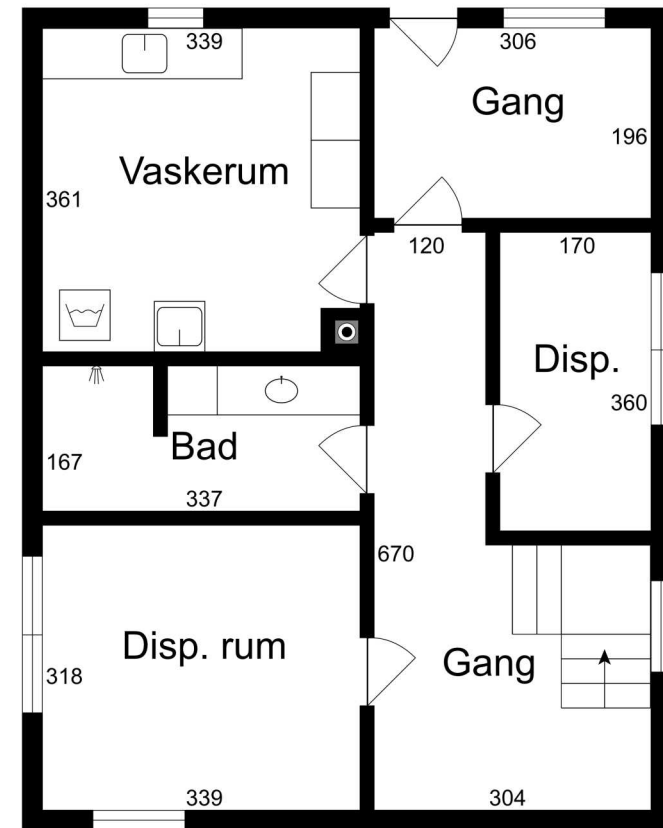 339
306
Gang
196
Vaskerum
361
120
170
Disp.
360
Bad
167
337
670
Disp. rum
Gang
318
339
304